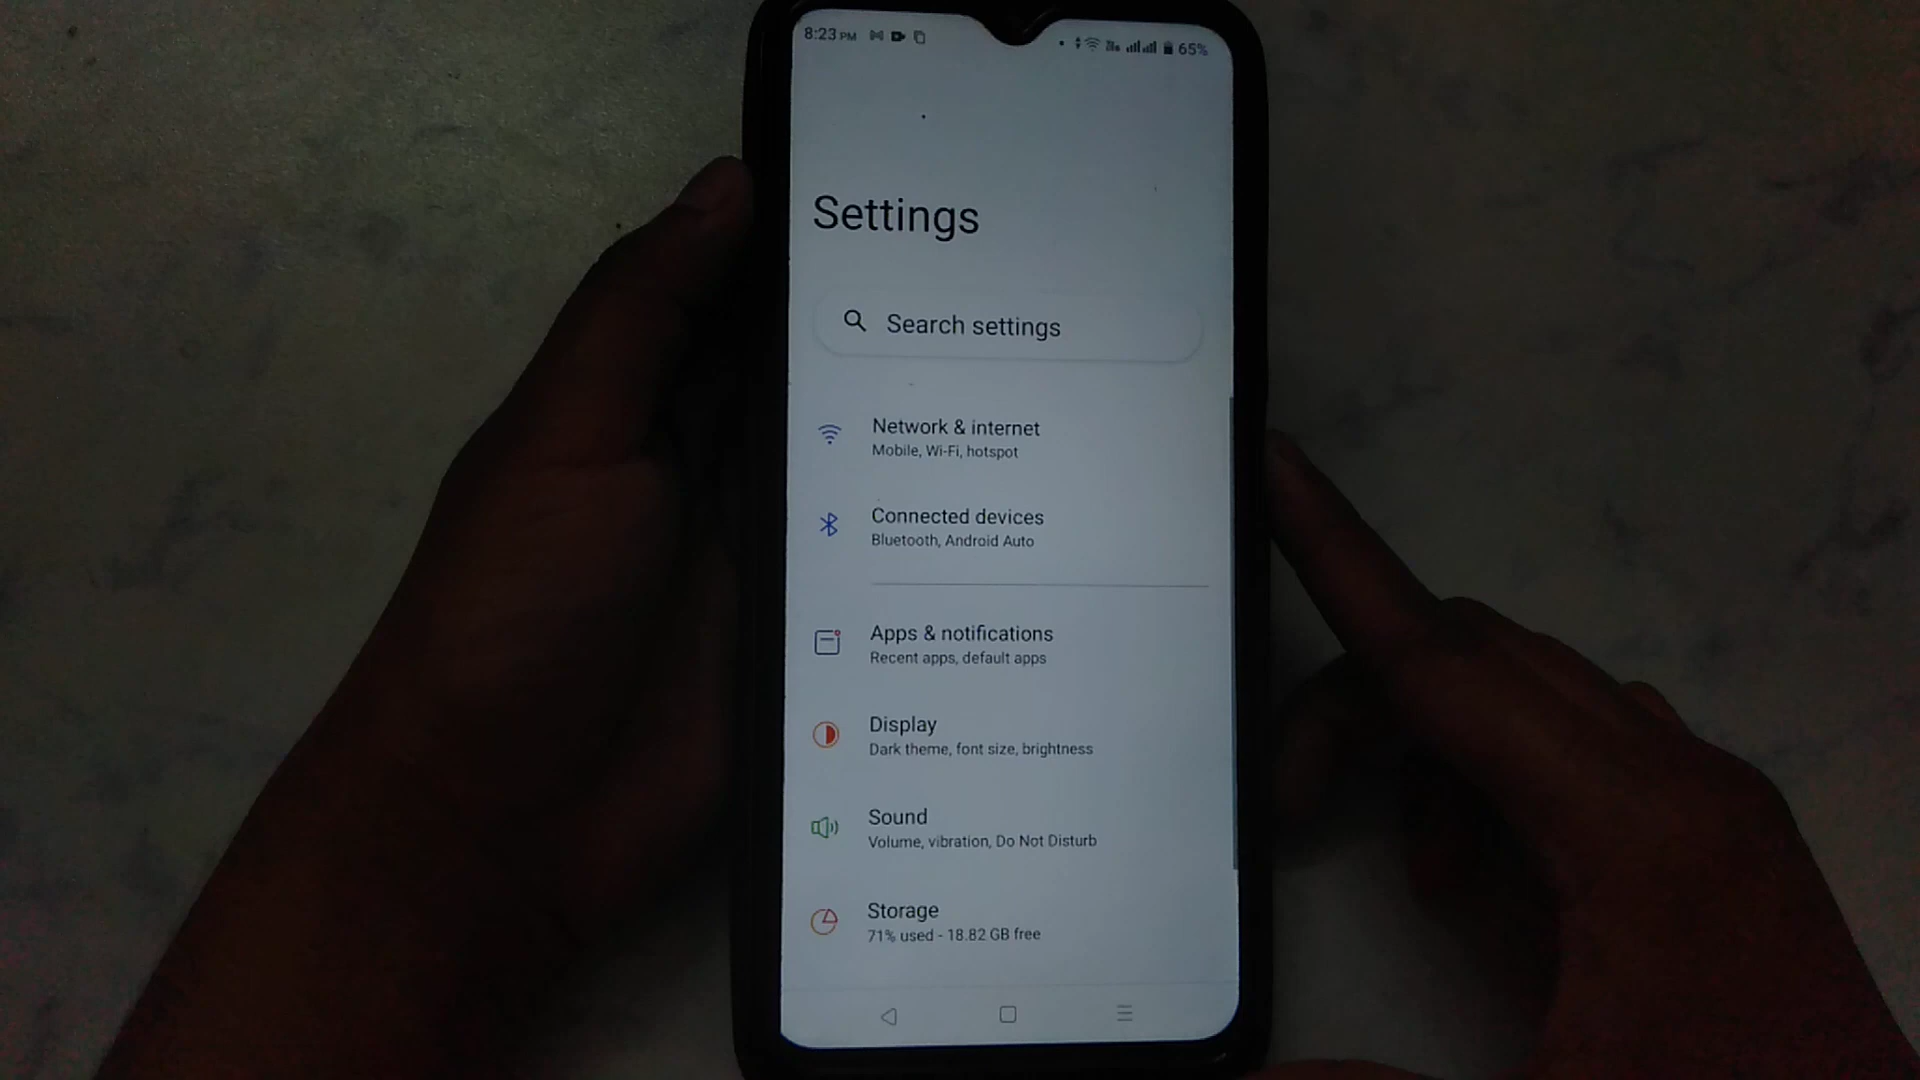 8:23 PM
65%
Settings
Search settings
Network & internet
Mobile, Wi-Fi, hotspot
Connected devices
Bluetooth, Android Auto
Apps & notifications
Recent apps, default apps
Display
Dark theme, font size, brightness
Sound
Volume, vibration, Do Not Disturb
Storage
71% used - 18.82 GB free